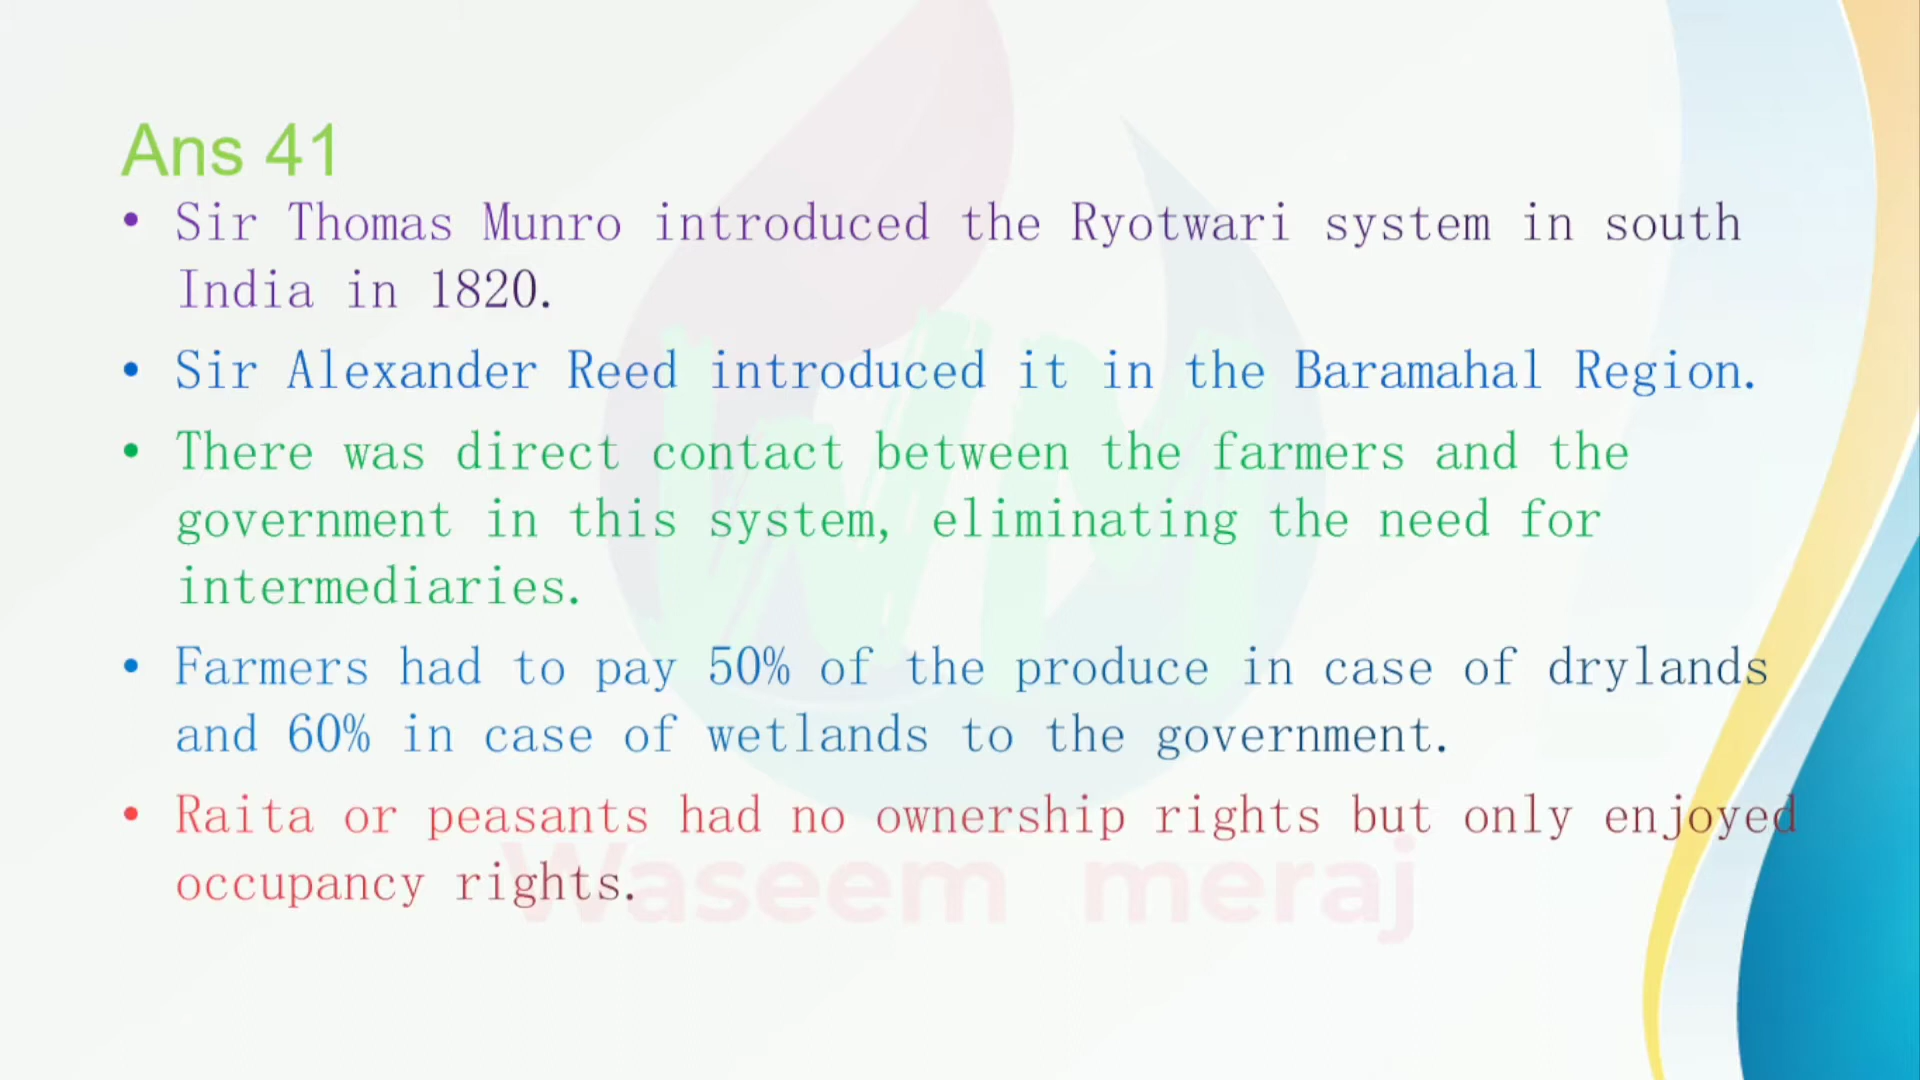 Ans 41
• Sir Thomas Munro introduced the Ryotwari system in south
India in 1820.
• Sir Alexander Reed introduced it in the Baramahal Region.
• There was direct contact between the farmers and the
government in this system, eliminating the need for
intermediaries.
• Farmers had to pay 50% of the produce in case of drylands
and 60% in case of wetlands to the government.
• Raita or peasants had no ownership rights but only enjoyed
occupancy rights.
WM
Waseem meraj